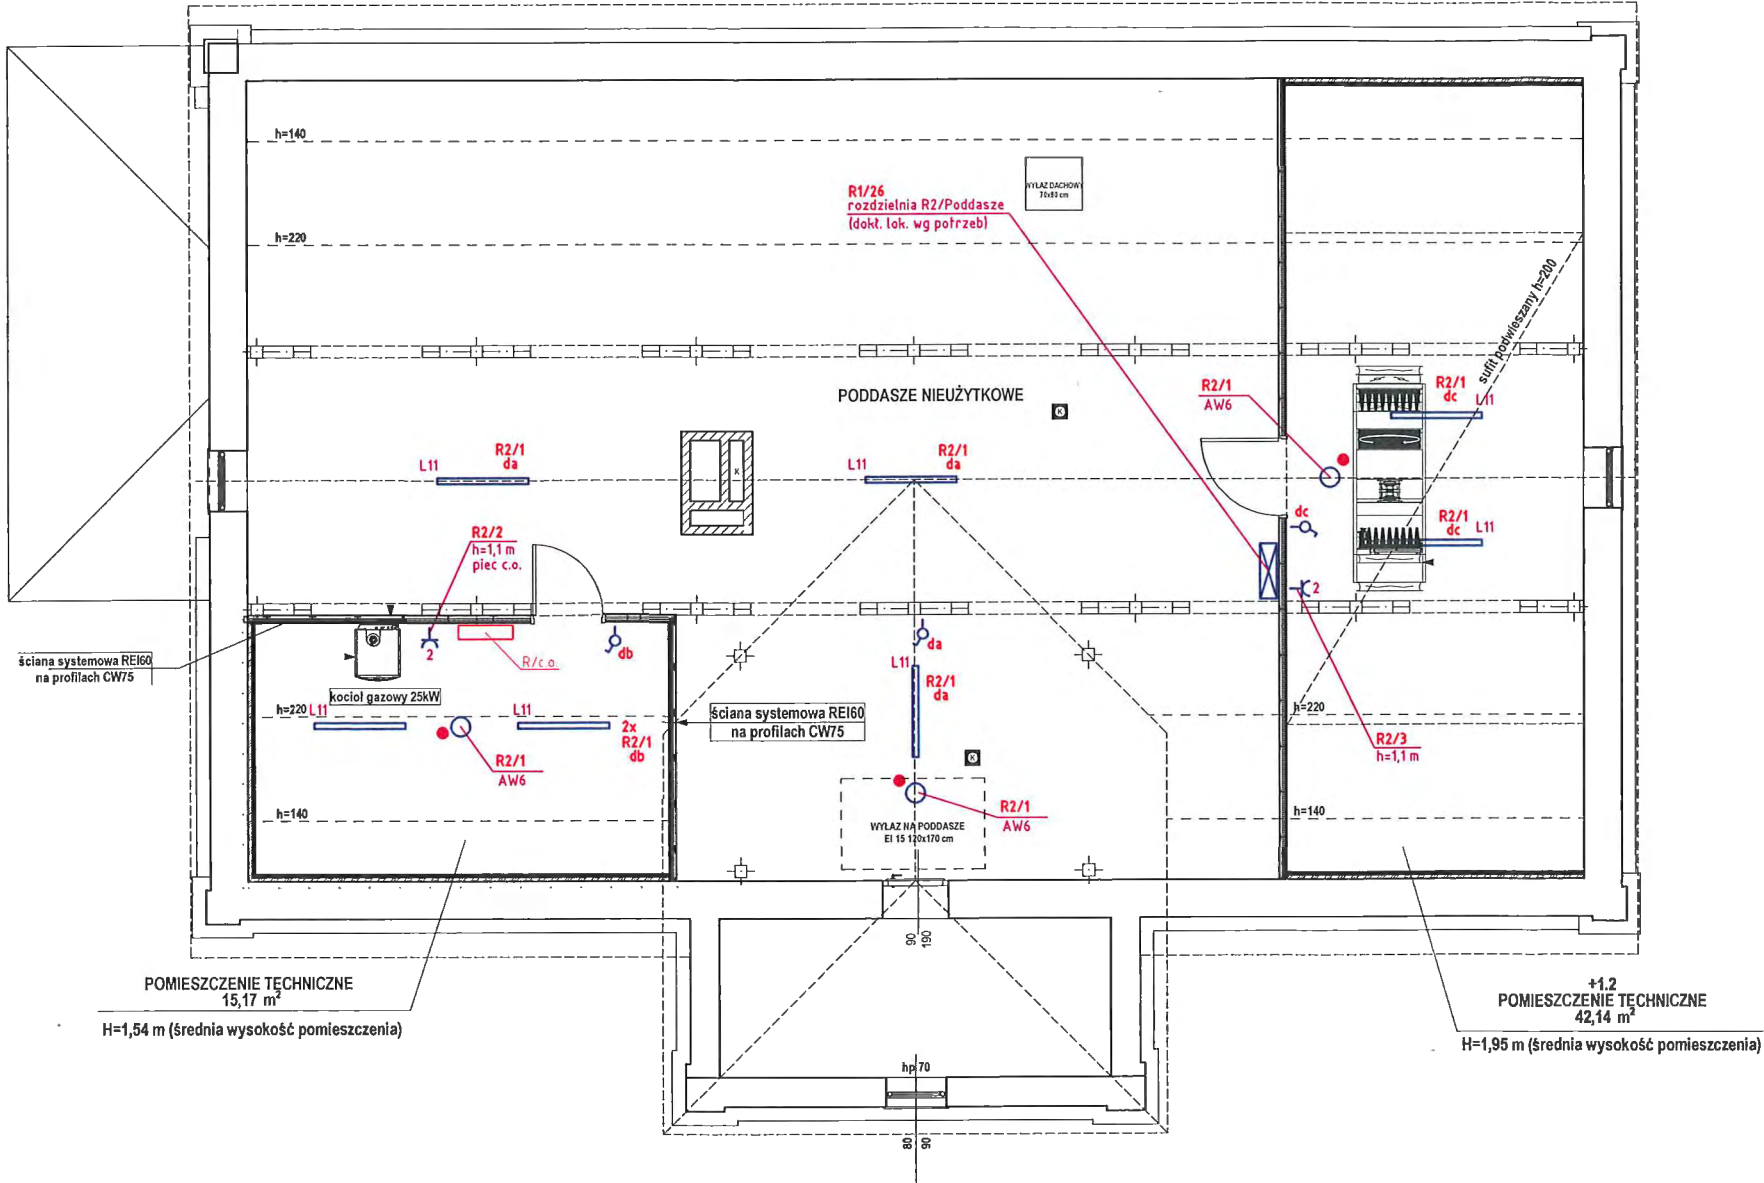 h=140
WYŁAZ DACHOWY
70x80 cm
R1/26
rozdzielnia R2/Poddasze
(dokł. lok. wg potrzeb)
h=220
sufit podwieszany h=200
PODDASZE NIEUŻYTKOWE
K
R2/1
AW6
R2/1
dc
L11
L11
R2/1
da
K
L11
R2/1
da
dc
R2/1
dc
L11
R2/2
h=1,1 m
piec c.o.
2
2
R/c.o.
db
da
ściana systemowa REI60
na profilach CW75
kocioł gazowy 25kW
L11
R2/1
da
h=220
L11
L11
2x
R2/1
db
ściana systemowa REI60
na profilach CW75
h=220
R2/3
h=1,1 m
R2/1
AW6
K
R2/1
AW6
h=140
WYŁAZ NA PODDASZE
EI 15 120x170 cm
h=140
90
190
POMIESZCZENIE TECHNICZNE
15,17 m²
H=1,54 m (średnia wysokość pomieszczenia)
+1.2
POMIESZCZENIE TECHNICZNE
42,14 m²
H=1,95 m (średnia wysokość pomieszczenia)
hp 70
80
90